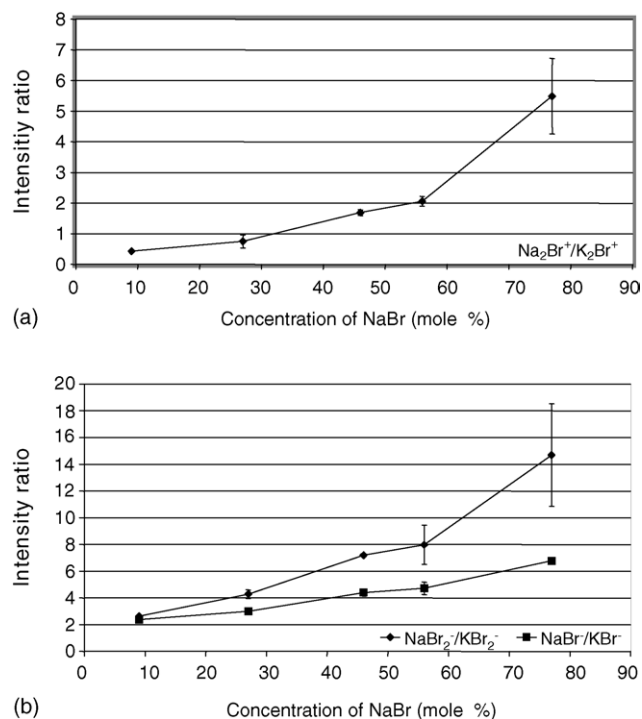 8
7
6
5
4
3
2
1
0
Intensitiy ratio
Na₂Br⁺/K₂Br⁺
0 10 20 30 40 50 60 70 80 90
(a)
Concentration of NaBr (mole %)
20
18
16
14
12
10
8
6
4
2
0
Intensity ratio
NaBr₂⁻/KBr₂⁻ NaBr⁻/KBr⁻
0 10 20 30 40 50 60 70 80 90
(b)
Concentration of NaBr (mole %)